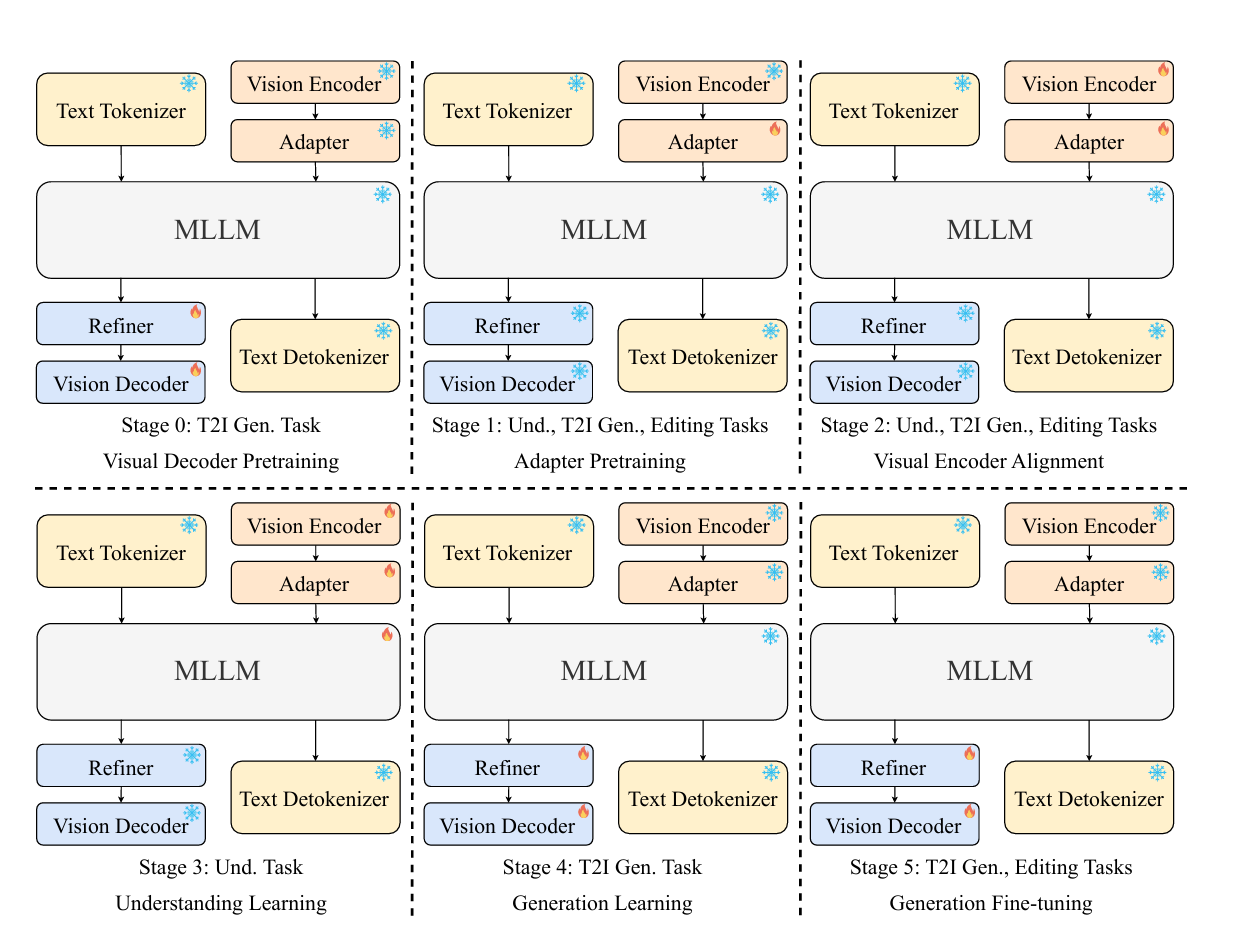 Text Tokenizer
Vision Encoder
Adapter
MLLM
Refiner
Vision Decoder
Text Detokenizer
Stage 0: T2I Gen. Task
Visual Decoder Pretraining
Text Tokenizer
Vision Encoder
Adapter
MLLM
Refiner
Vision Decoder
Text Detokenizer
Stage 1: Und., T2I Gen., Editing Tasks
Adapter Pretraining
Text Tokenizer
Vision Encoder
Adapter
MLLM
Refiner
Vision Decoder
Text Detokenizer
Stage 2: Und., T2I Gen., Editing Tasks
Visual Encoder Alignment
Text Tokenizer
Vision Encoder
Adapter
MLLM
Refiner
Vision Decoder
Text Detokenizer
Stage 3: Und. Task
Understanding Learning
Text Tokenizer
Vision Encoder
Adapter
MLLM
Refiner
Vision Decoder
Text Detokenizer
Stage 4: T2I Gen. Task
Generation Learning
Text Tokenizer
Vision Encoder
Adapter
MLLM
Refiner
Vision Decoder
Text Detokenizer
Stage 5: T2I Gen., Editing Tasks
Generation Fine-tuning